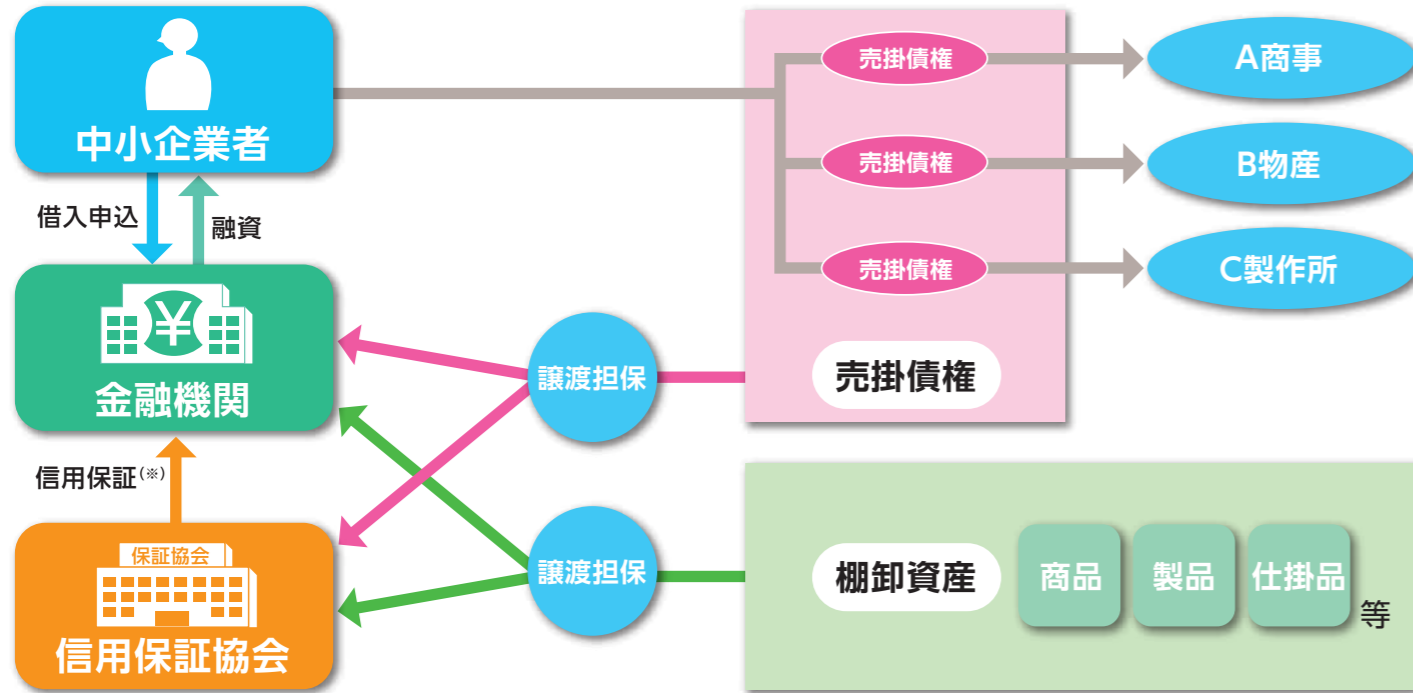 中小企業者
借入申込
融資
¥
金融機関
信用保証(※)
保証協会
信用保証協会
譲渡担保
譲渡担保
売掛債権
売掛債権
売掛債権
売掛債権
A商事
B物産
C製作所
棚卸資産
商品
製品
仕掛品
等